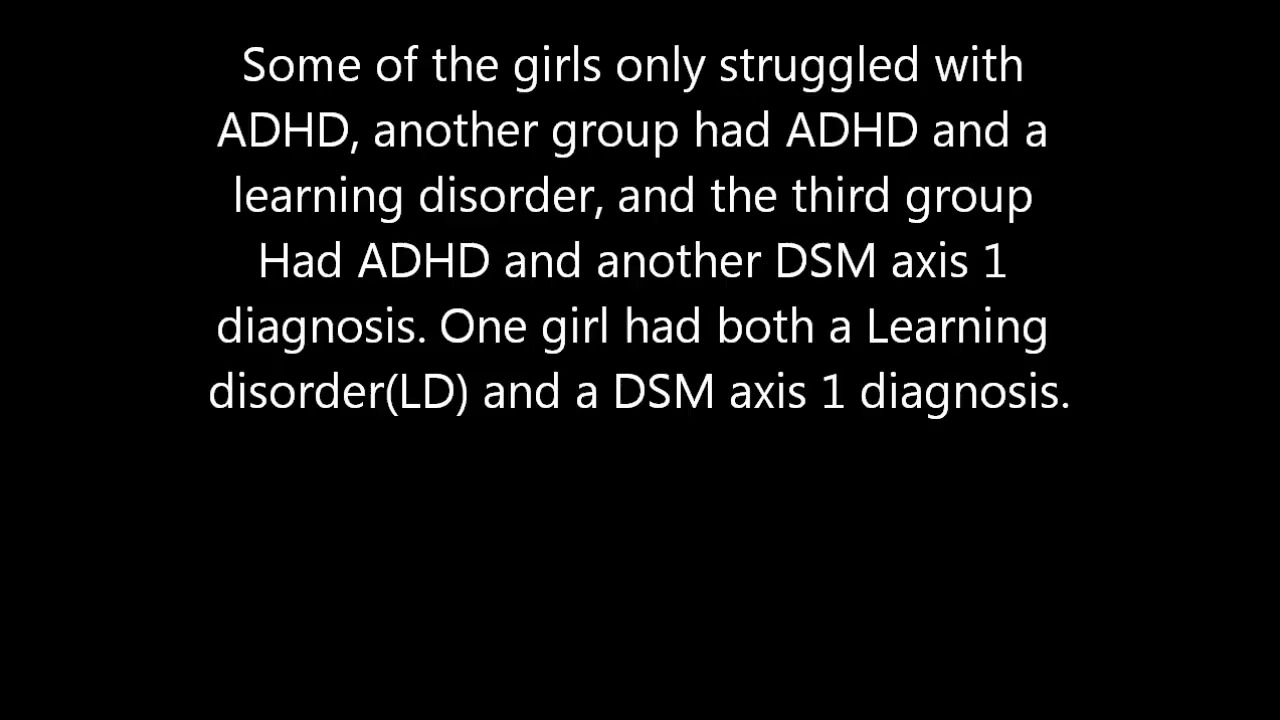 Some of the girls only struggled with
ADHD, another group had ADHD and a
learning disorder, and the third group
Had ADHD and another DSM axis 1
diagnosis. One girl had both a Learning
disorder(LD) and a DSM axis 1 diagnosis.